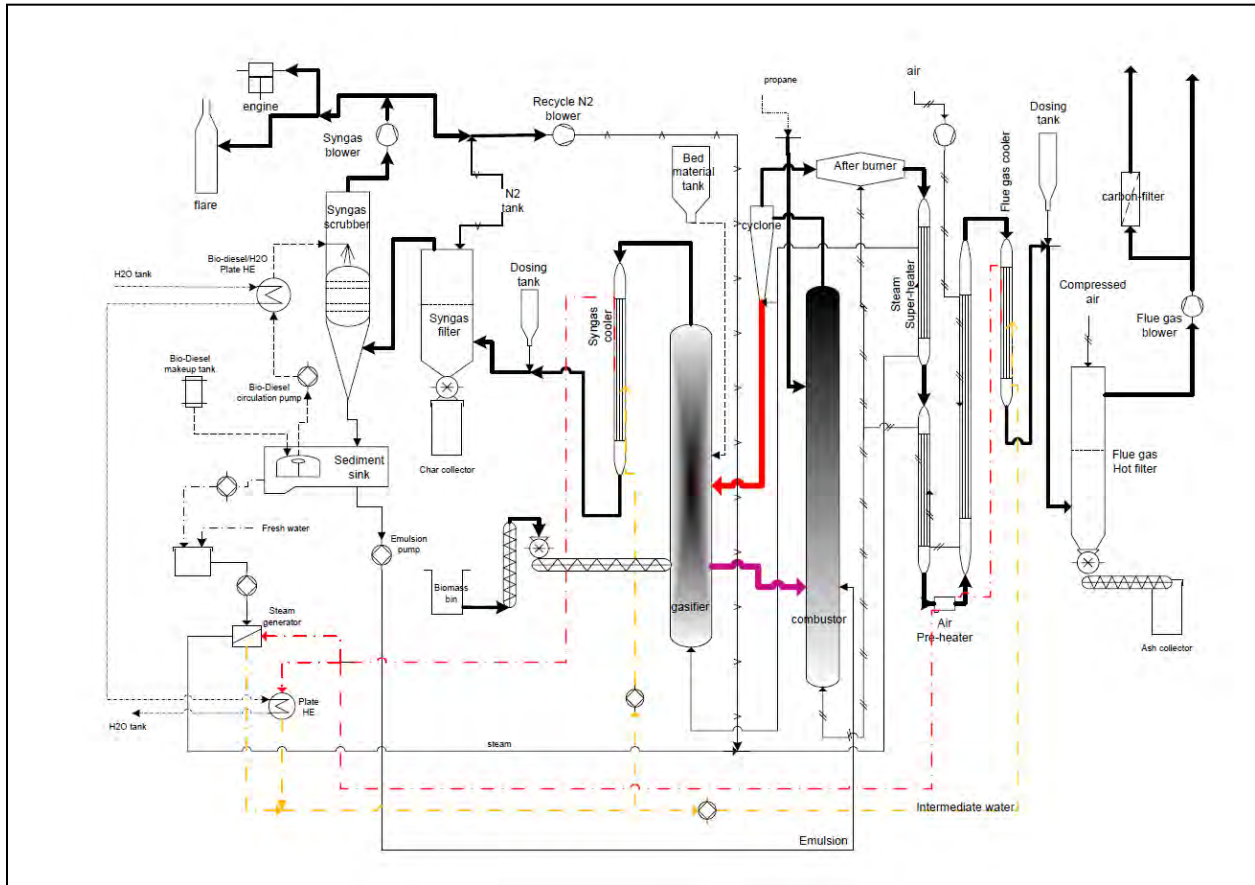 engine
flare
Syngas
blower
Recycle N2
blower
propane
air
Dosing
tank
Flue gas cooler
Bed
material
tank
After burner
carbon-filter
Syngas
scrubber
N2
tank
cyclone
Bio-diesel/H2O
Plate HE
H2O tank
Dosing
tank
Syngas
cooler
Steam
Super-heater
Compressed
air
Flue gas
blower
Syngas
filter
Bio-Diesel
makeup tank
Bio-Diesel
circulation pump
Sediment
sink
Char collector
Flue gas
Hot filter
Fresh water
Emulsion
pump
Biomass
bin
gasifier
combustor
Steam
generator
Air
Pre-heater
Ash collector
Plate
HE
H2O tank
steam
Intermediate water
Emulsion